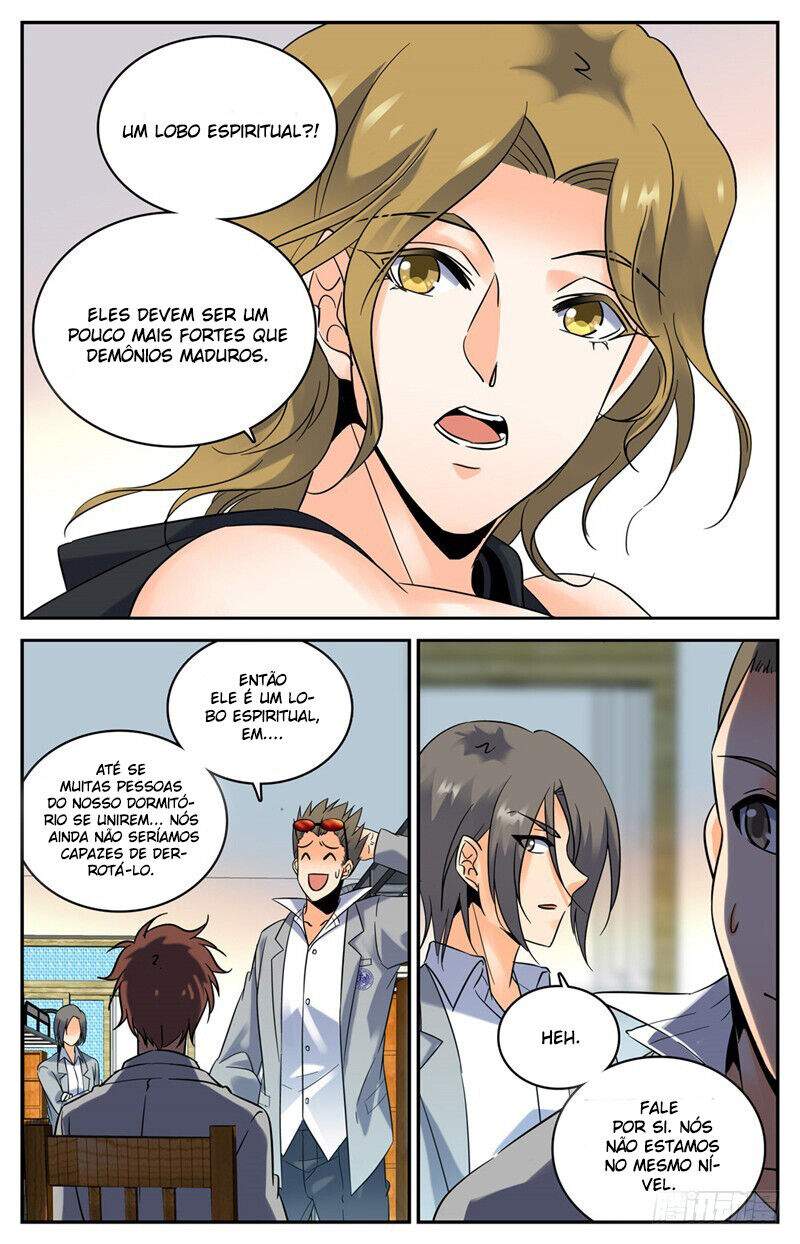 UM LOBO ESPIRITUAL?!
ELES DEVEM SER UM
POUCO MAIS FORTES QUE
DEMÔNIOS MADUROS.
ENTÃO
ELE É UM LO-
BO ESPIRITUAL,
EM....
ATÉ SE
MUITAS PESSOAS
DO NOSSO DORMITÓ-
RIO SE UNIREM... NÓS
AINDA NÃO SERÍAMOS
CAPAZES DE DER-
ROTÁ-LO.
HEH.
FALE
POR SI. NÓS
NÃO ESTAMOS
NO MESMO NÍ-
VEL.